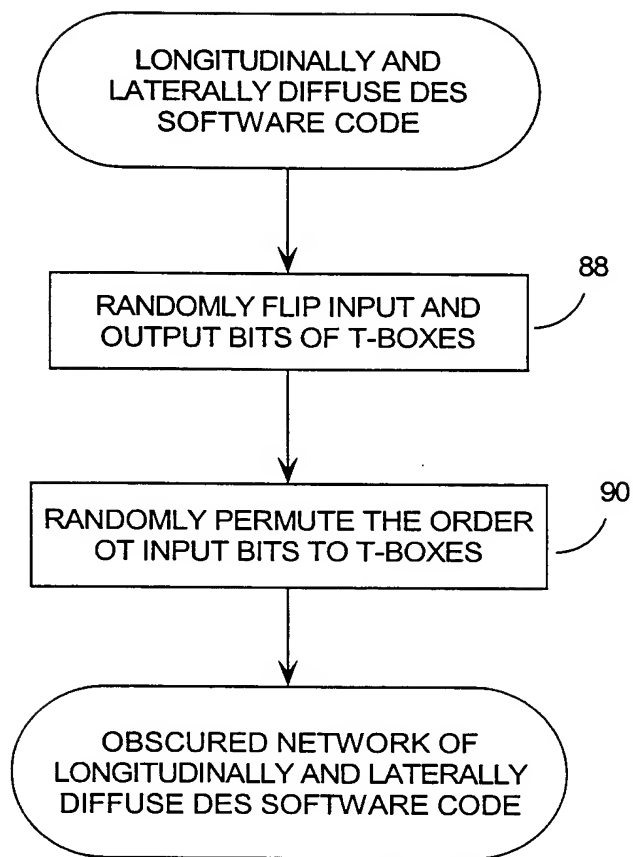 LONGITUDINALLY AND
LATERALLY DIFFUSE DES
SOFTWARE CODE
88
RANDOMLY FLIP INPUT AND
OUTPUT BITS OF T-BOXES
90
RANDOMLY PERMUTE THE ORDER
OT INPUT BITS TO T-BOXES
OBSCURED NETWORK OF
LONGITUDINALLY AND LATERALLY
DIFFUSE DES SOFTWARE CODE